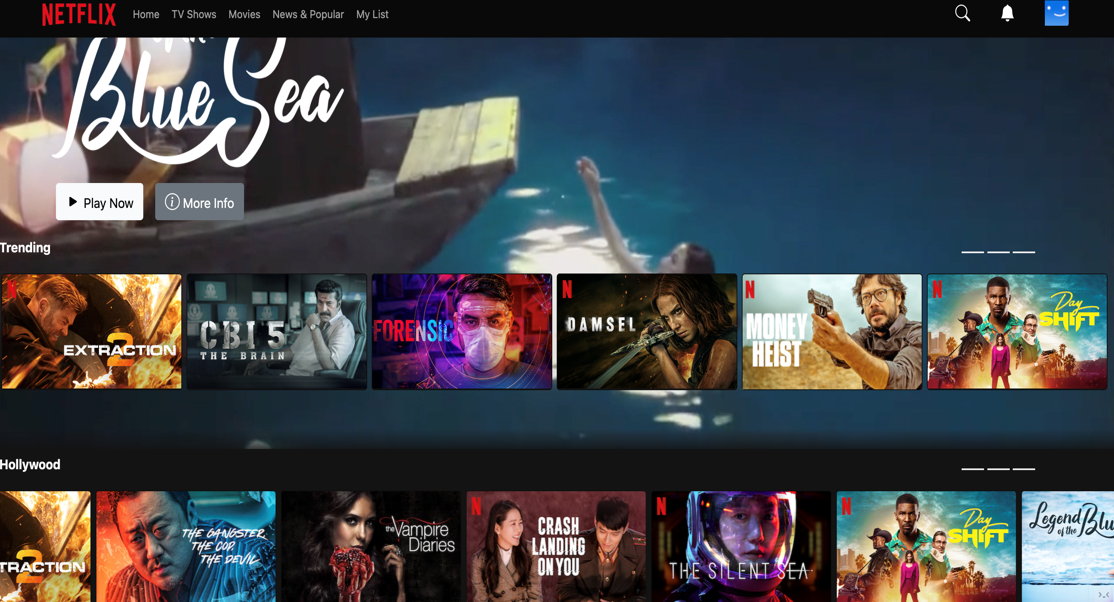 NETFLIX Home TV Shows Movies News & Popular My List
Blue Sea
Play Now More Info
Trending
EXTRACTION 2
CBI 5
THE BRAIN
FORENSIC
N
DAMSEL
N
MONEY
HEIST
N
Day
SHIFT
Hollywood
TRACTION 2
THE GANGSTER,
THE COP,
THE DEVIL
the Vampire
Diaries
N
CRASH
LANDING
ON YOU
N
THE SILENT SEA
N
Day
SHIFT
Legend
of the Blu